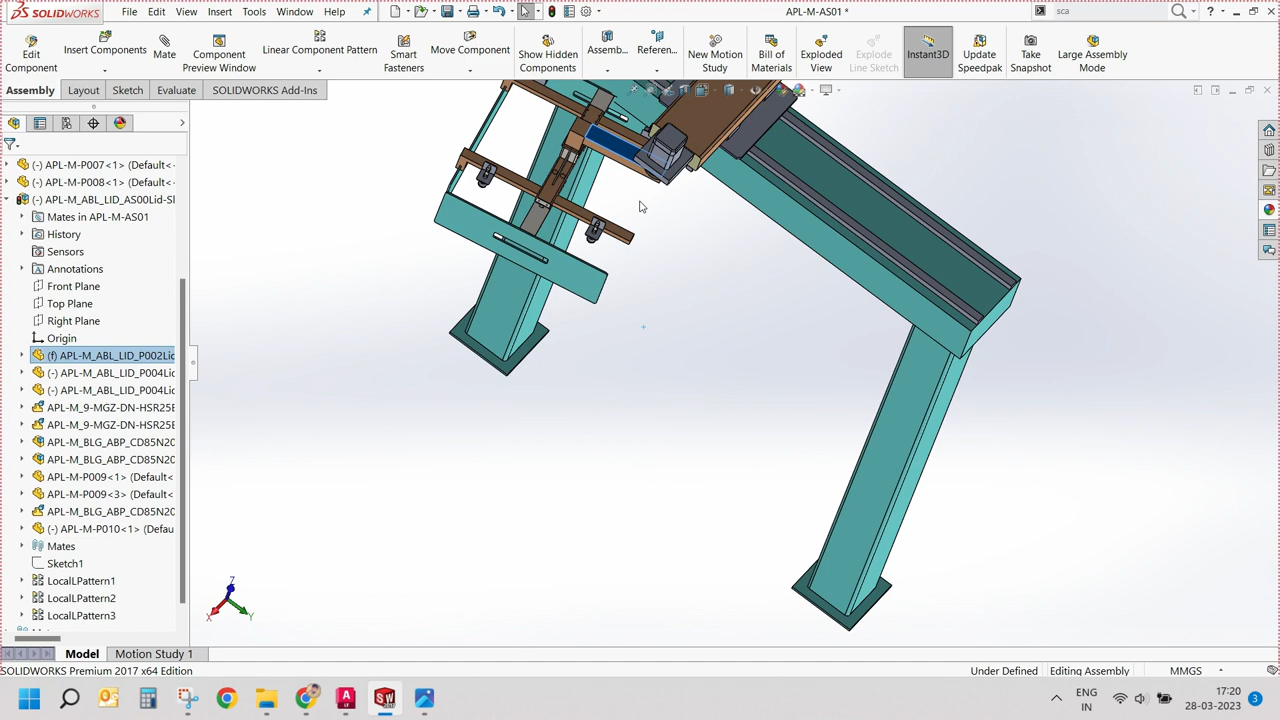 SOLIDWORKS File Edit View Insert Tools Window Help APL-M-AS01 * sca
Edit Component
Insert Components
Mate
Component Preview Window
Linear Component Pattern
Smart Fasteners
Move Component
Show Hidden Components
Assemb...
Referen...
New Motion Study
Bill of Materials
Exploded View
Explode Line Sketch
Instant3D
Update Speedpak
Take Snapshot
Large Assembly Mode
Assembly Layout Sketch Evaluate SOLIDWORKS Add-Ins
(-) APL-M-P007<1> (Default<
(-) APL-M-P008<1> (Default<
(-) APL-M_ABL_LID_AS00Lid-S
Mates in APL-M-AS01
History
Sensors
Annotations
Front Plane
Top Plane
Right Plane
Origin
(f) APL-M_ABL_LID_P002Lic
(-) APL-M_ABL_LID_P004Lic
(-) APL-M_ABL_LID_P004Lic
APL-M_9-MGZ-DN-HSR25E
APL-M_9-MGZ-DN-HSR25E
APL-M_BLG_ABP_CD85N20
APL-M_BLG_ABP_CD85N20
APL-M-P009<1> (Default<
APL-M-P009<3> (Default<
APL-M_BLG_ABP_CD85N20
(-) APL-M-P010<1> (Defau
Mates
Sketch1
LocalLPattern1
LocalLPattern2
LocalLPattern3
Z
X Y
Model Motion Study 1
SOLIDWORKS Premium 2017 x64 Edition Under Defined Editing Assembly MMGS
ENG IN
17:20
28-03-2023
3